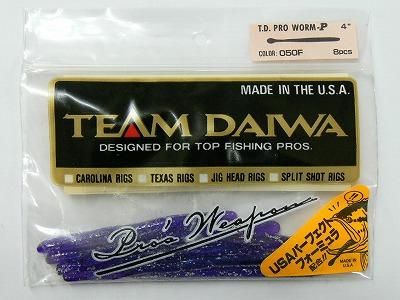 T.D. PRO WORM-P 4"
COLOR: 050F 8pcs
MADE IN THE U.S.A.
TEAM DAIWA
DESIGNED FOR TOP FISHING PROS.
CAROLINA RIGS TEXAS RIGS JIG HEAD RIGS SPLIT SHOT RIGS
Pro's Weapon
USAパーフェクト
フォーミュラ
配合!!
MADE IN
U.S.A.